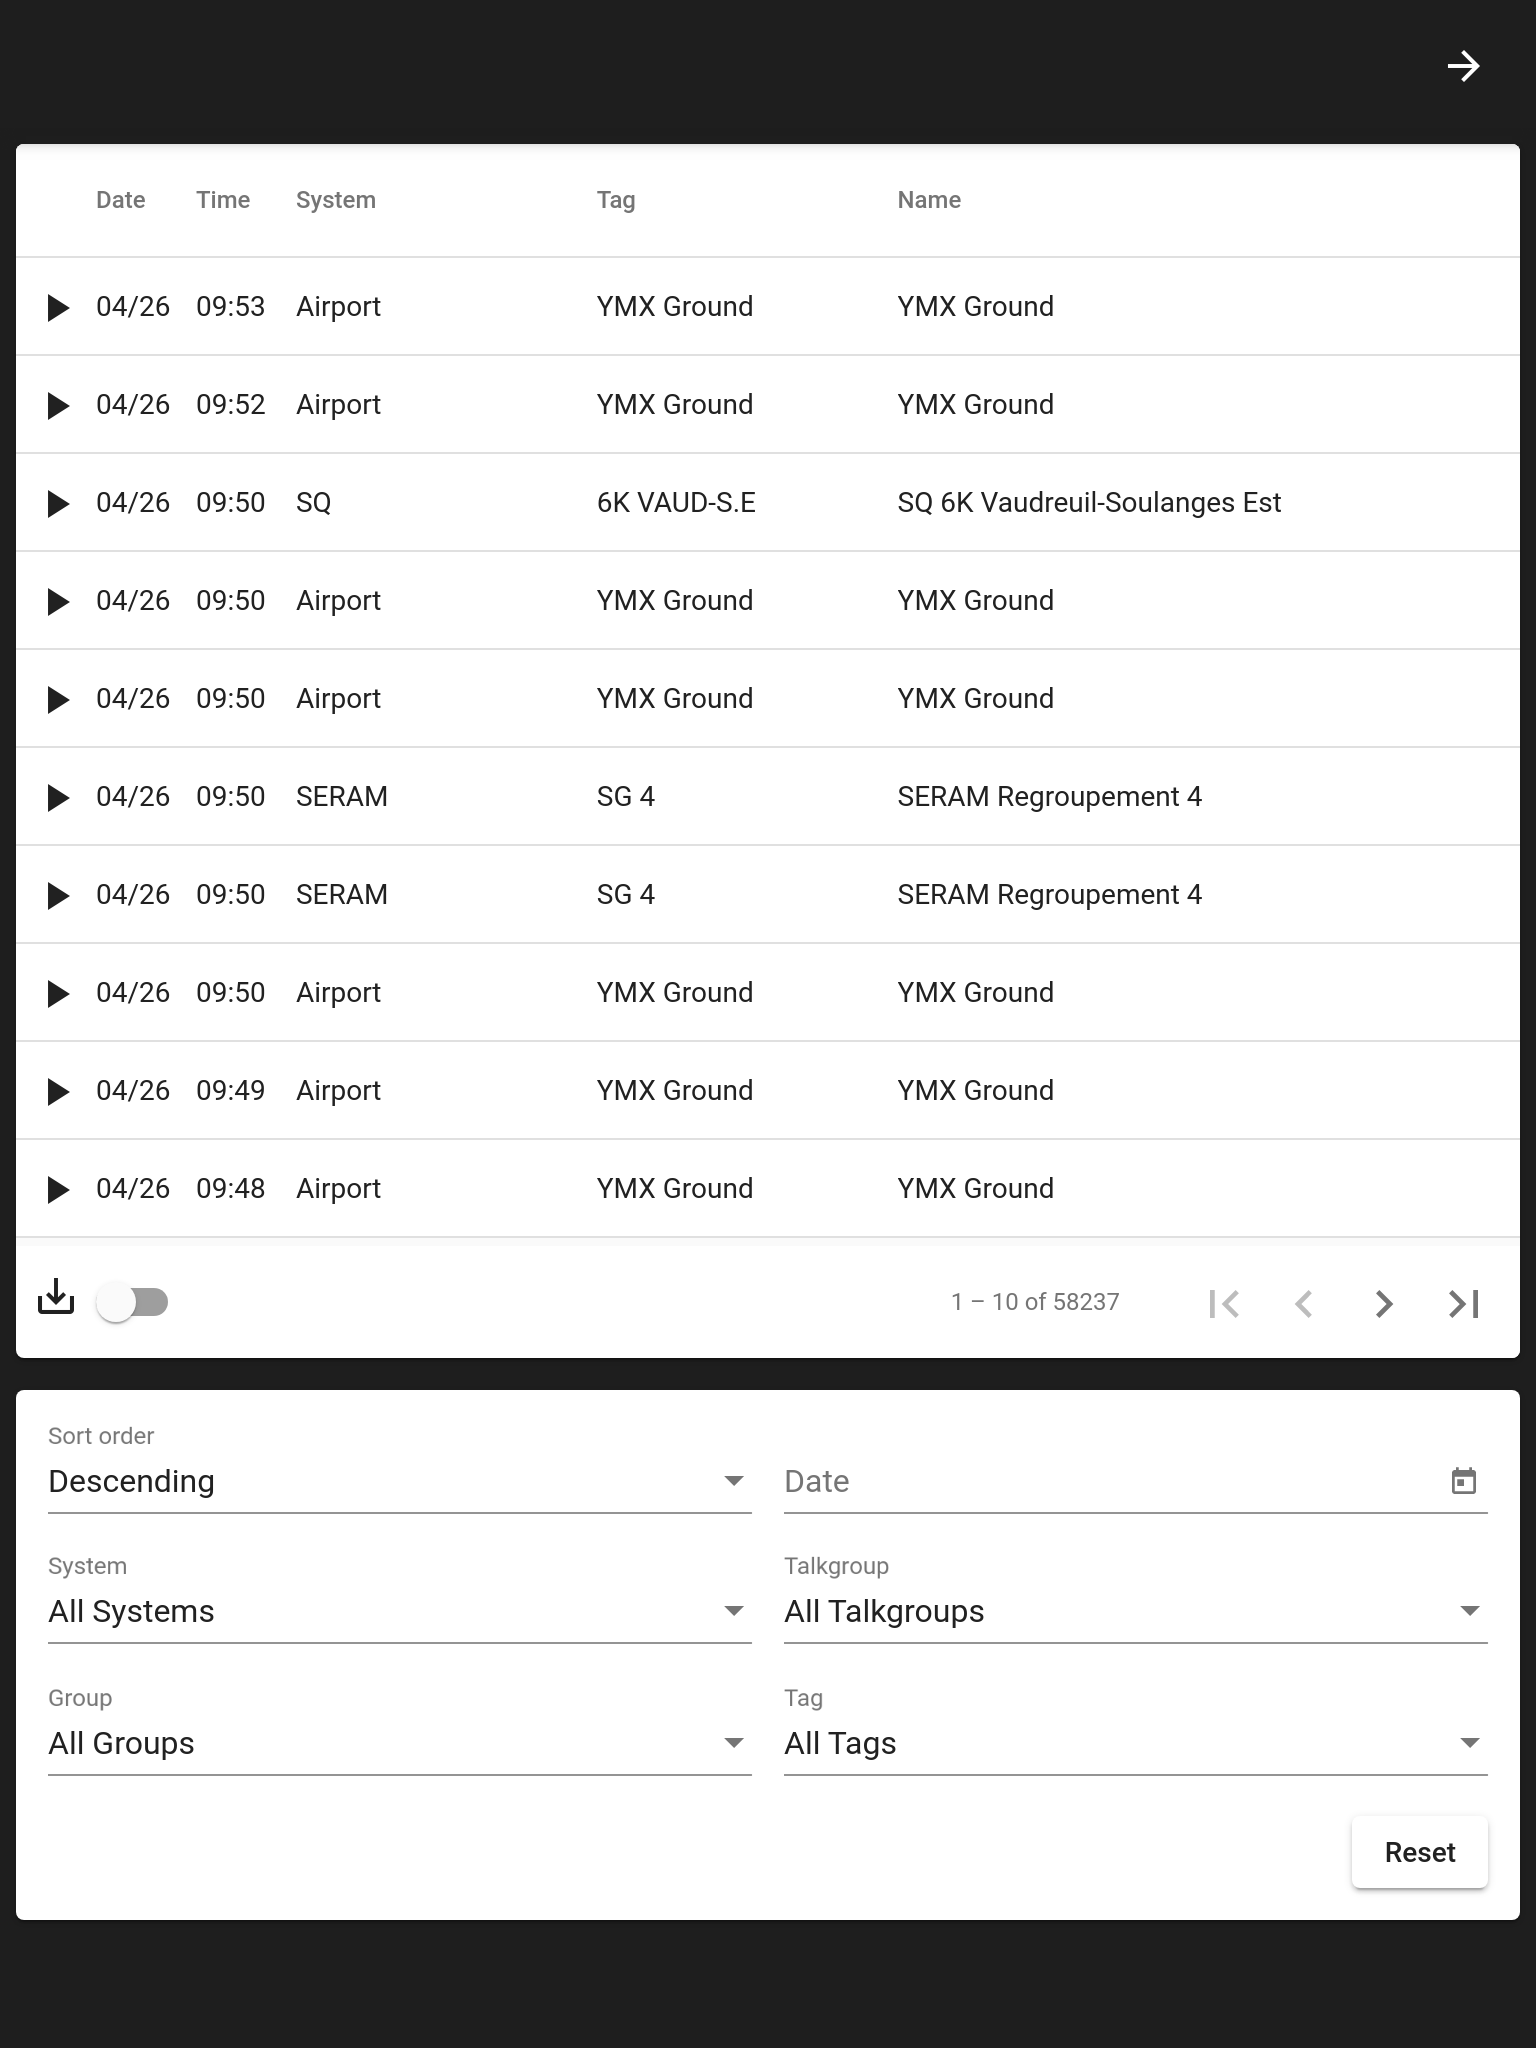 Date Time System Tag Name
04/26 09:53 Airport YMX Ground YMX Ground
04/26 09:52 Airport YMX Ground YMX Ground
04/26 09:50 SQ 6K VAUD-S.E SQ 6K Vaudreuil-Soulanges Est
04/26 09:50 Airport YMX Ground YMX Ground
04/26 09:50 Airport YMX Ground YMX Ground
04/26 09:50 SERAM SG 4 SERAM Regroupement 4
04/26 09:50 SERAM SG 4 SERAM Regroupement 4
04/26 09:50 Airport YMX Ground YMX Ground
04/26 09:49 Airport YMX Ground YMX Ground
04/26 09:48 Airport YMX Ground YMX Ground
1 – 10 of 58237
Sort order
Descending Date
System Talkgroup
All Systems All Talkgroups
Group Tag
All Groups All Tags
Reset